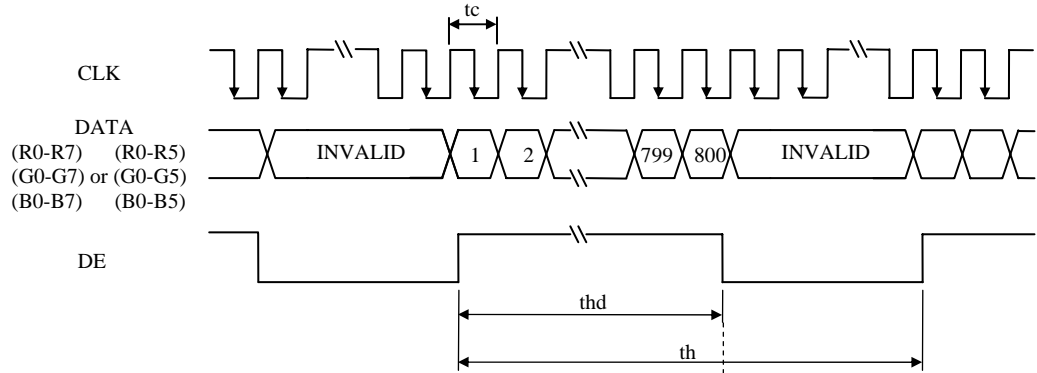 tc
CLK
DATA
(R0-R7) (R0-R5)
(G0-G7) or (G0-G5)
(B0-B7) (B0-B5)
INVALID 1 2 799 800 INVALID
DE
thd
th